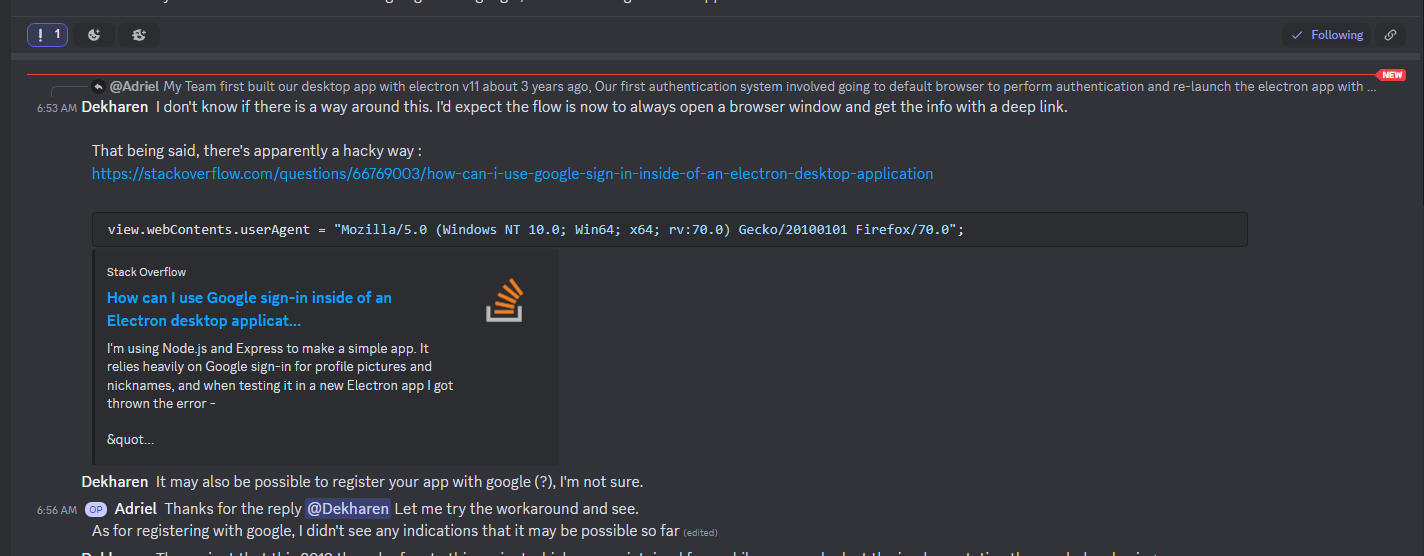 ! 1
Following
NEW
@Adriel My Team first built our desktop app with electron v11 about 3 years ago, Our first authentication system involved going to default browser to perform authentication and re-launch the electron app with ...
6:53 AM Dekharen I don't know if there is a way around this. I'd expect the flow is now to always open a browser window and get the info with a deep link.
That being said, there's apparently a hacky way :
https://stackoverflow.com/questions/66769003/how-can-i-use-google-sign-in-inside-of-an-electron-desktop-application
view.webContents.userAgent = "Mozilla/5.0 (Windows NT 10.0; Win64; x64; rv:70.0) Gecko/20100101 Firefox/70.0";
Stack Overflow
How can I use Google sign-in inside of an
Electron desktop applicat...
I'm using Node.js and Express to make a simple app. It
relies heavily on Google sign-in for profile pictures and
nicknames, and when testing it in a new Electron app I got
thrown the error -
&quot...
Dekharen It may also be possible to register your app with google (?), I'm not sure.
6:56 AM OP Adriel Thanks for the reply @Dekharen Let me try the workaround and see.
As for registering with google, I didn't see any indications that it may be possible so far (edited)